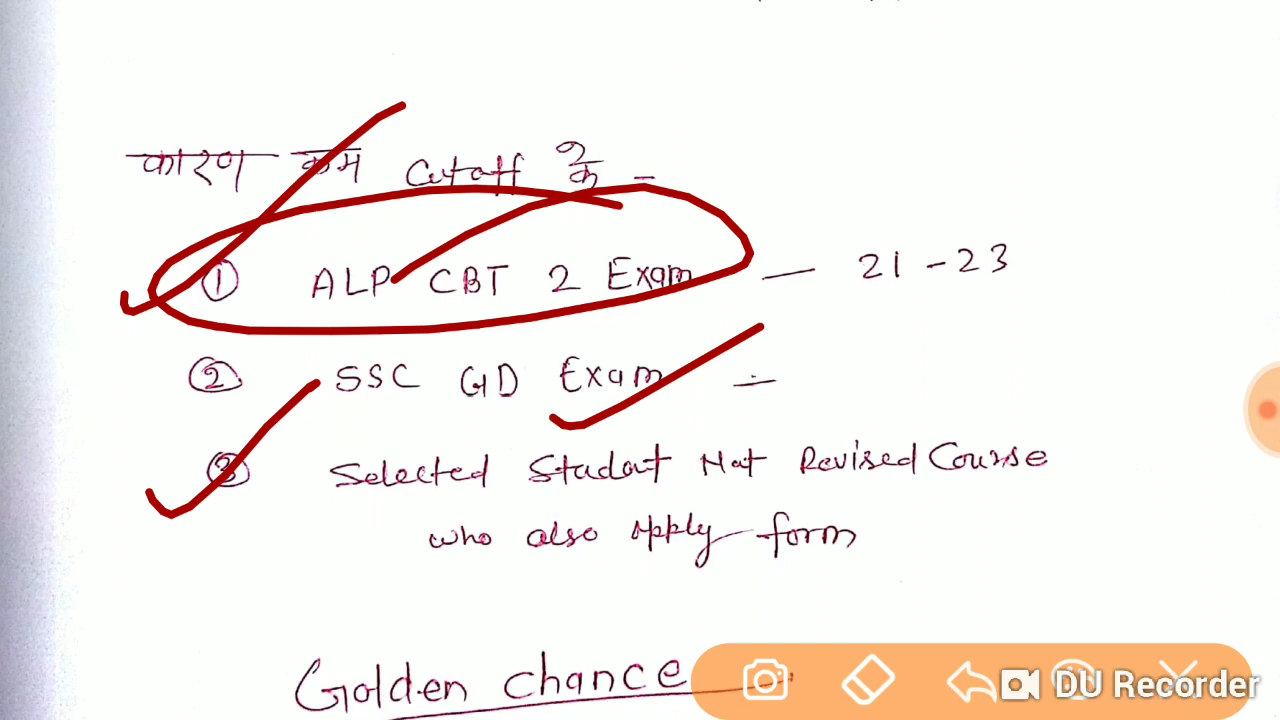 कारण कम Cutoff के -
① ALP CBT 2 Exam — 21-23
② SSC GD Exam —
③ Selected Student Not Revised Course
who also apply form
Golden chance
DU Recorder